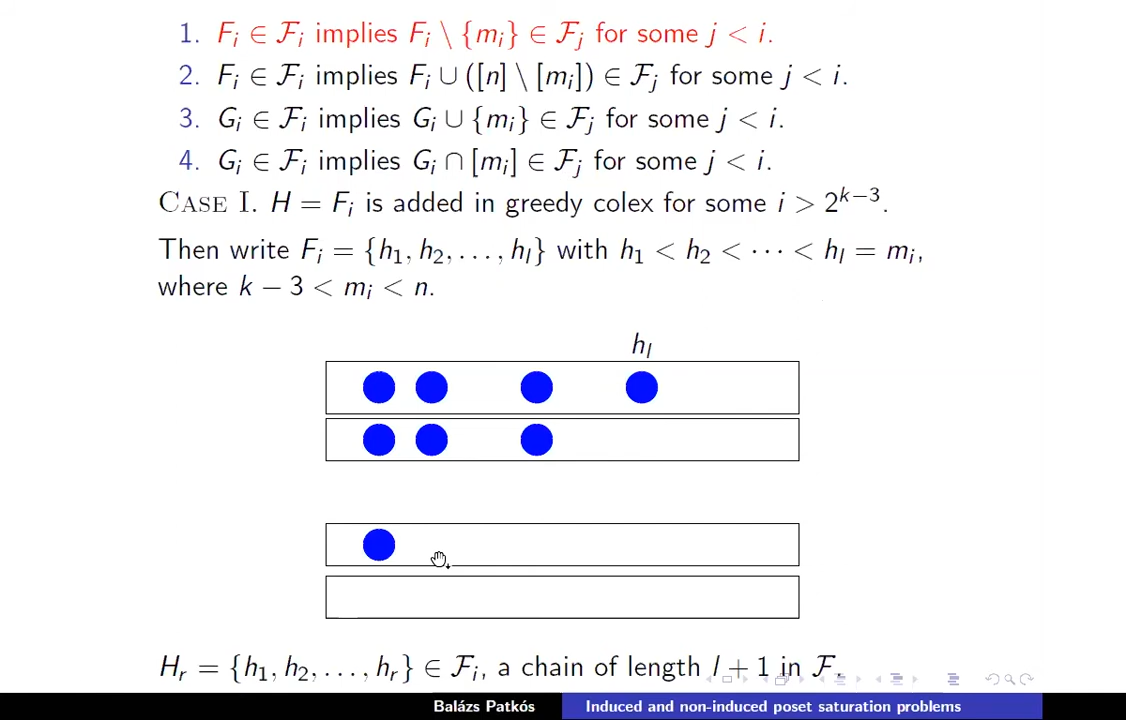 1. F_i ∈ ℱ_i implies F_i \ {m_i} ∈ ℱ_j for some j < i.
2. F_i ∈ ℱ_i implies F_i ∪ ([n] \ [m_i]) ∈ ℱ_j for some j < i.
3. G_i ∈ ℱ_i implies G_i ∪ {m_i} ∈ ℱ_j for some j < i.
4. G_i ∈ ℱ_i implies G_i ∩ [m_i] ∈ ℱ_j for some j < i.
CASE I. H = F_i is added in greedy colex for some i > 2^{k−3}.
Then write F_i = {h_1, h_2, . . . , h_l} with h_1 < h_2 < · · · < h_l = m_i,
where k − 3 < m_i < n.
h_l
H_r = {h_1, h_2, . . . , h_r} ∈ ℱ_i, a chain of length l + 1 in ℱ.
Balázs Patkós Induced and non-induced poset saturation problems